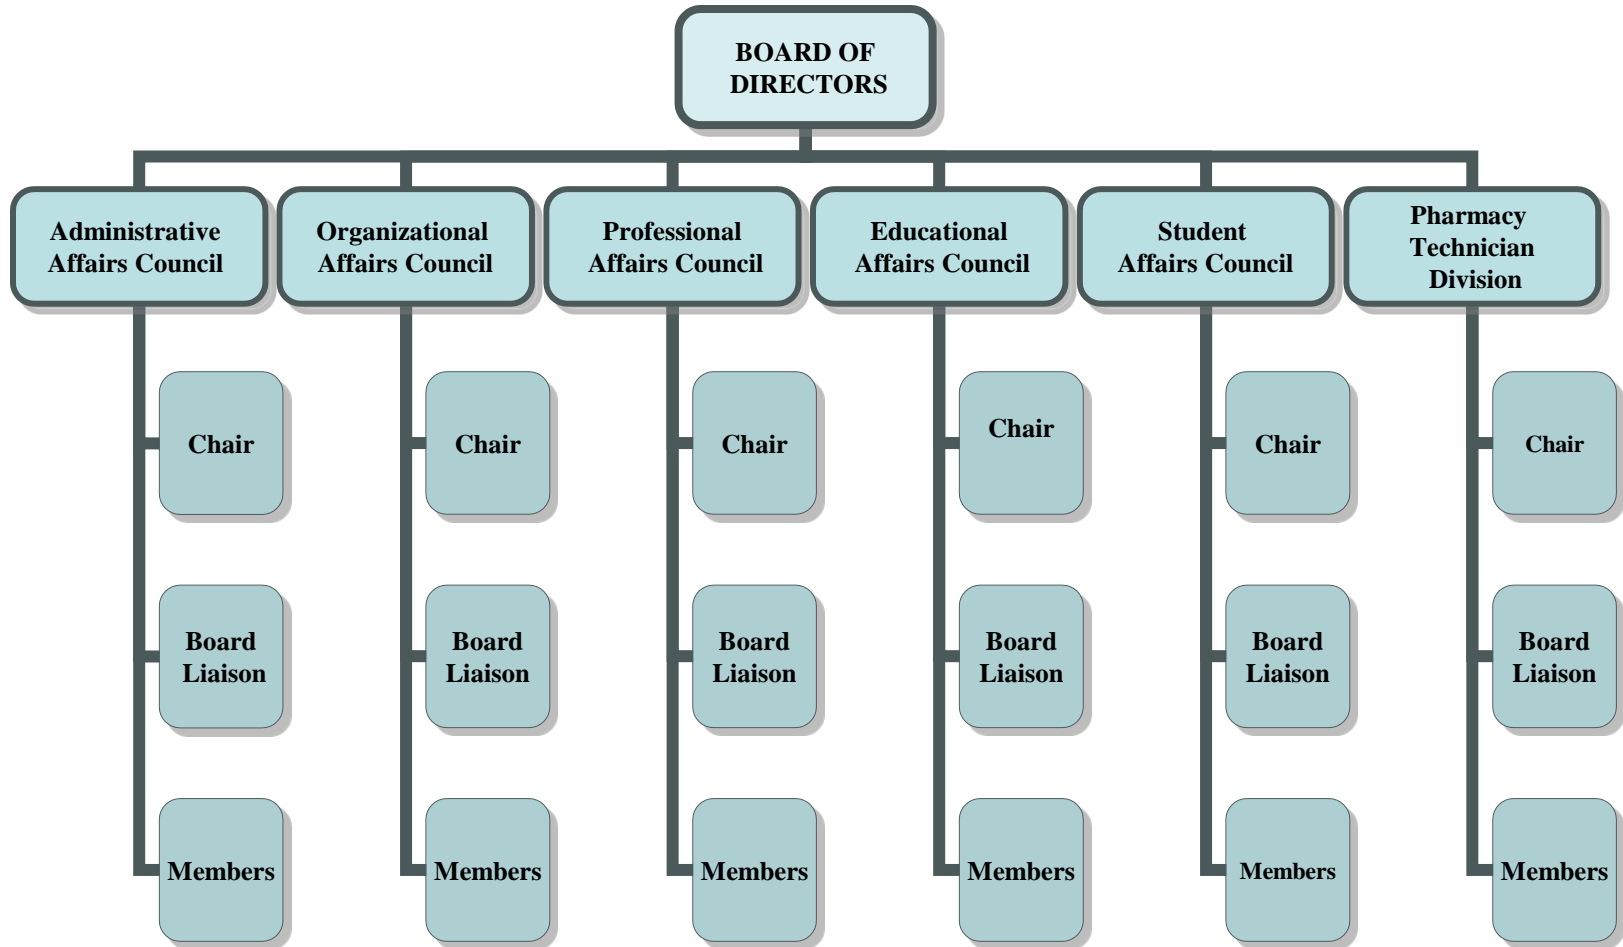 BOARD OF
DIRECTORS
Administrative
Affairs Council
Organizational
Affairs Council
Professional
Affairs Council
Educational
Affairs Council
Student
Affairs Council
Pharmacy
Technician
Division
Chair
Chair
Chair
Chair
Chair
Chair
Board
Liaison
Board
Liaison
Board
Liaison
Board
Liaison
Board
Liaison
Board
Liaison
Members
Members
Members
Members
Members
Members